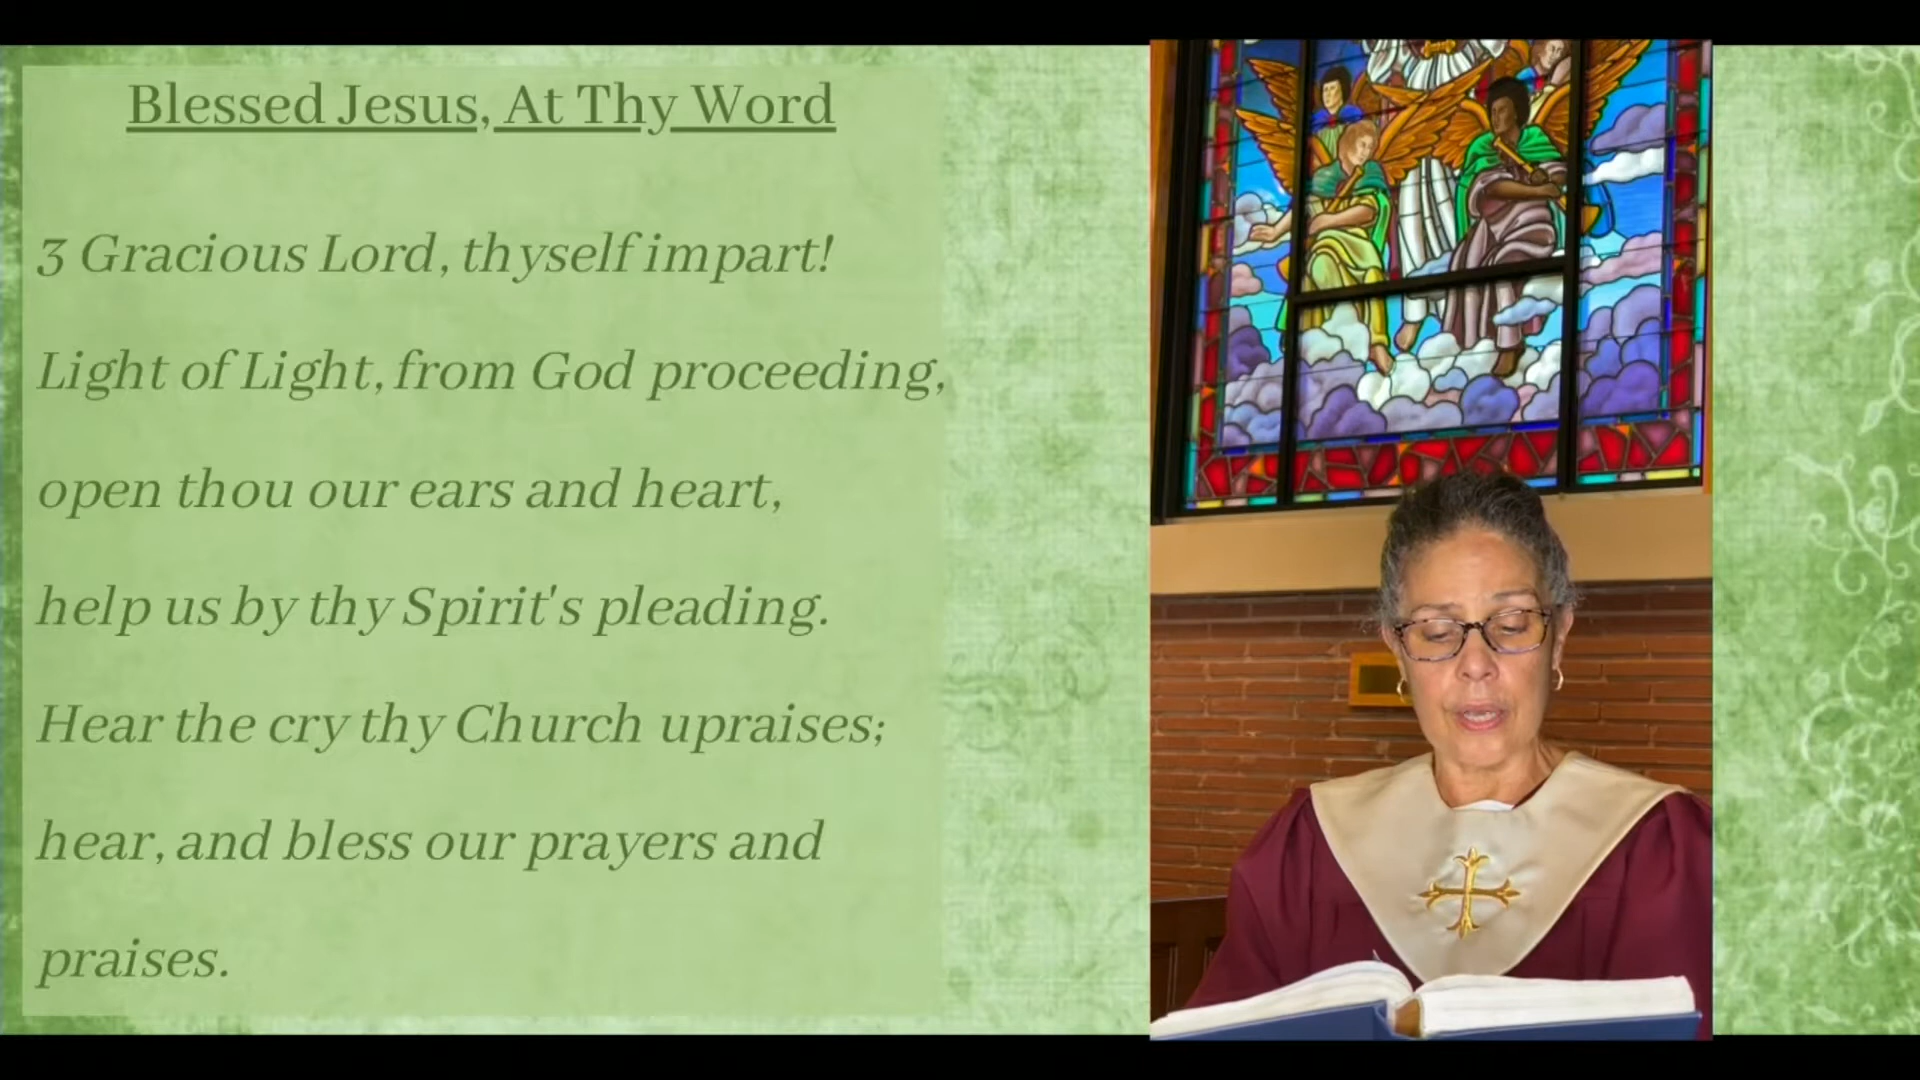 Blessed Jesus, At Thy Word
3 Gracious Lord, thyself impart!
Light of Light, from God proceeding,
open thou our ears and heart,
help us by thy Spirit's pleading.
Hear the cry thy Church upraises;
hear, and bless our prayers and
praises.